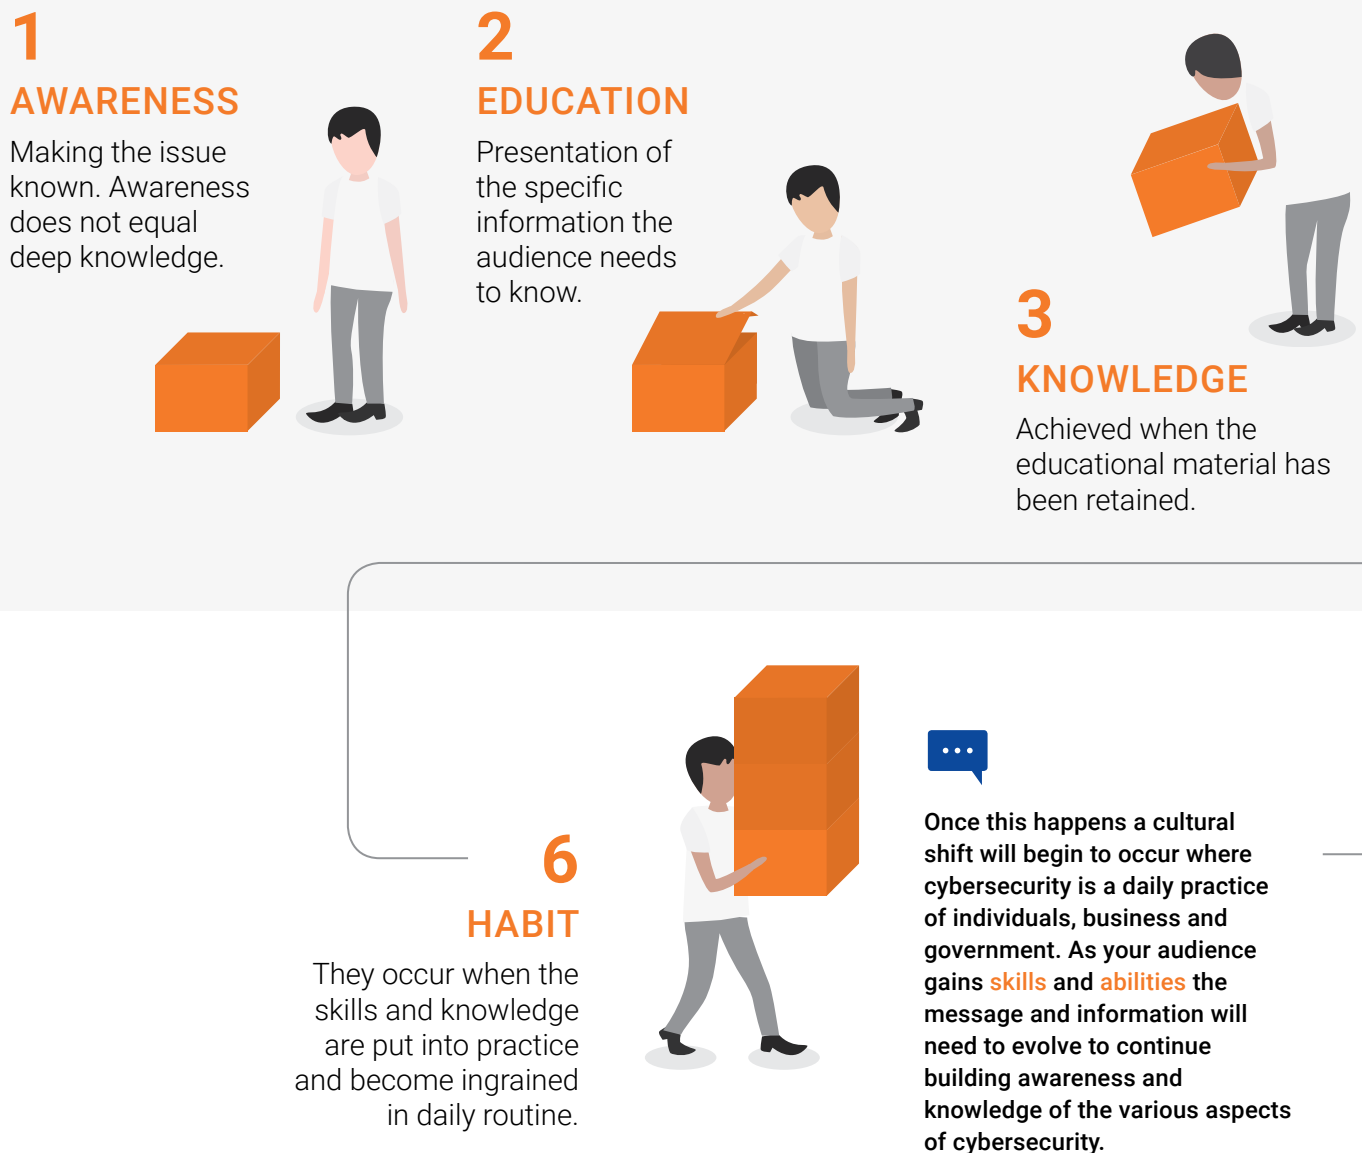 1
AWARENESS
Making the issue
known. Awareness
does not equal
deep knowledge.
2
EDUCATION
Presentation of
the specific
information the
audience needs
to know.
3
KNOWLEDGE
Achieved when the
educational material has
been retained.
6
HABIT
They occur when the
skills and knowledge
are put into practice
and become ingrained
in daily routine.
Once this happens a cultural
shift will begin to occur where
cybersecurity is a daily practice
of individuals, business and
government. As your audience
gains skills and abilities the
message and information will
need to evolve to continue
building awareness and
knowledge of the various aspects
of cybersecurity.